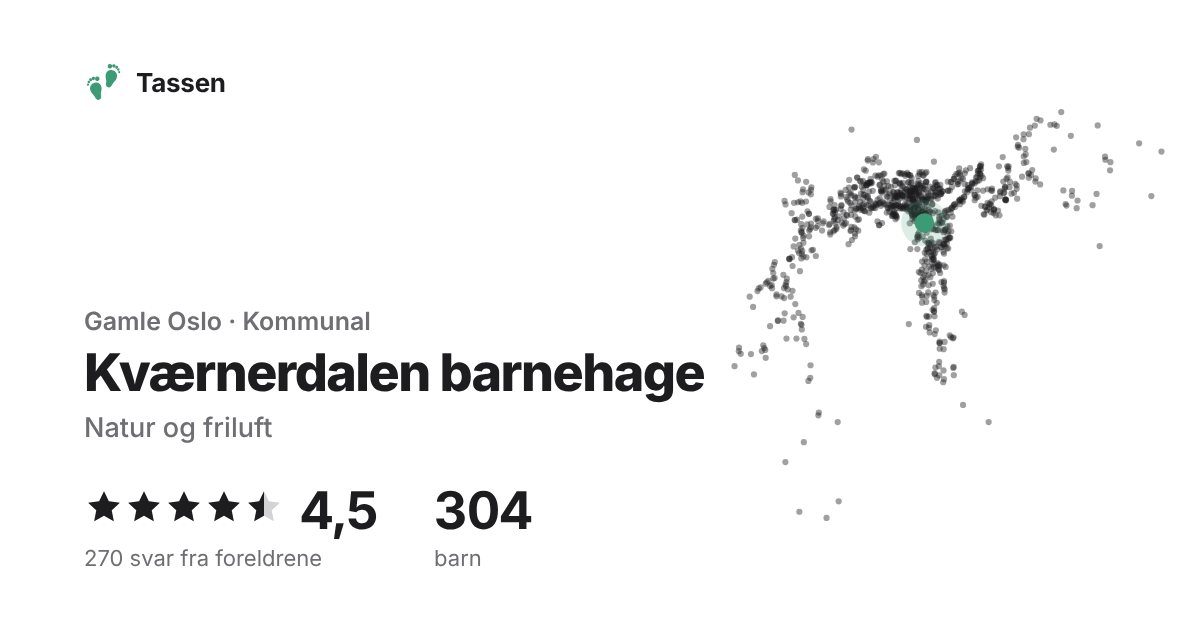 Tassen
Gamle Oslo · Kommunal
Kværnerdalen barnehage
Natur og friluft
4,5
304
270 svar fra foreldrene
barn